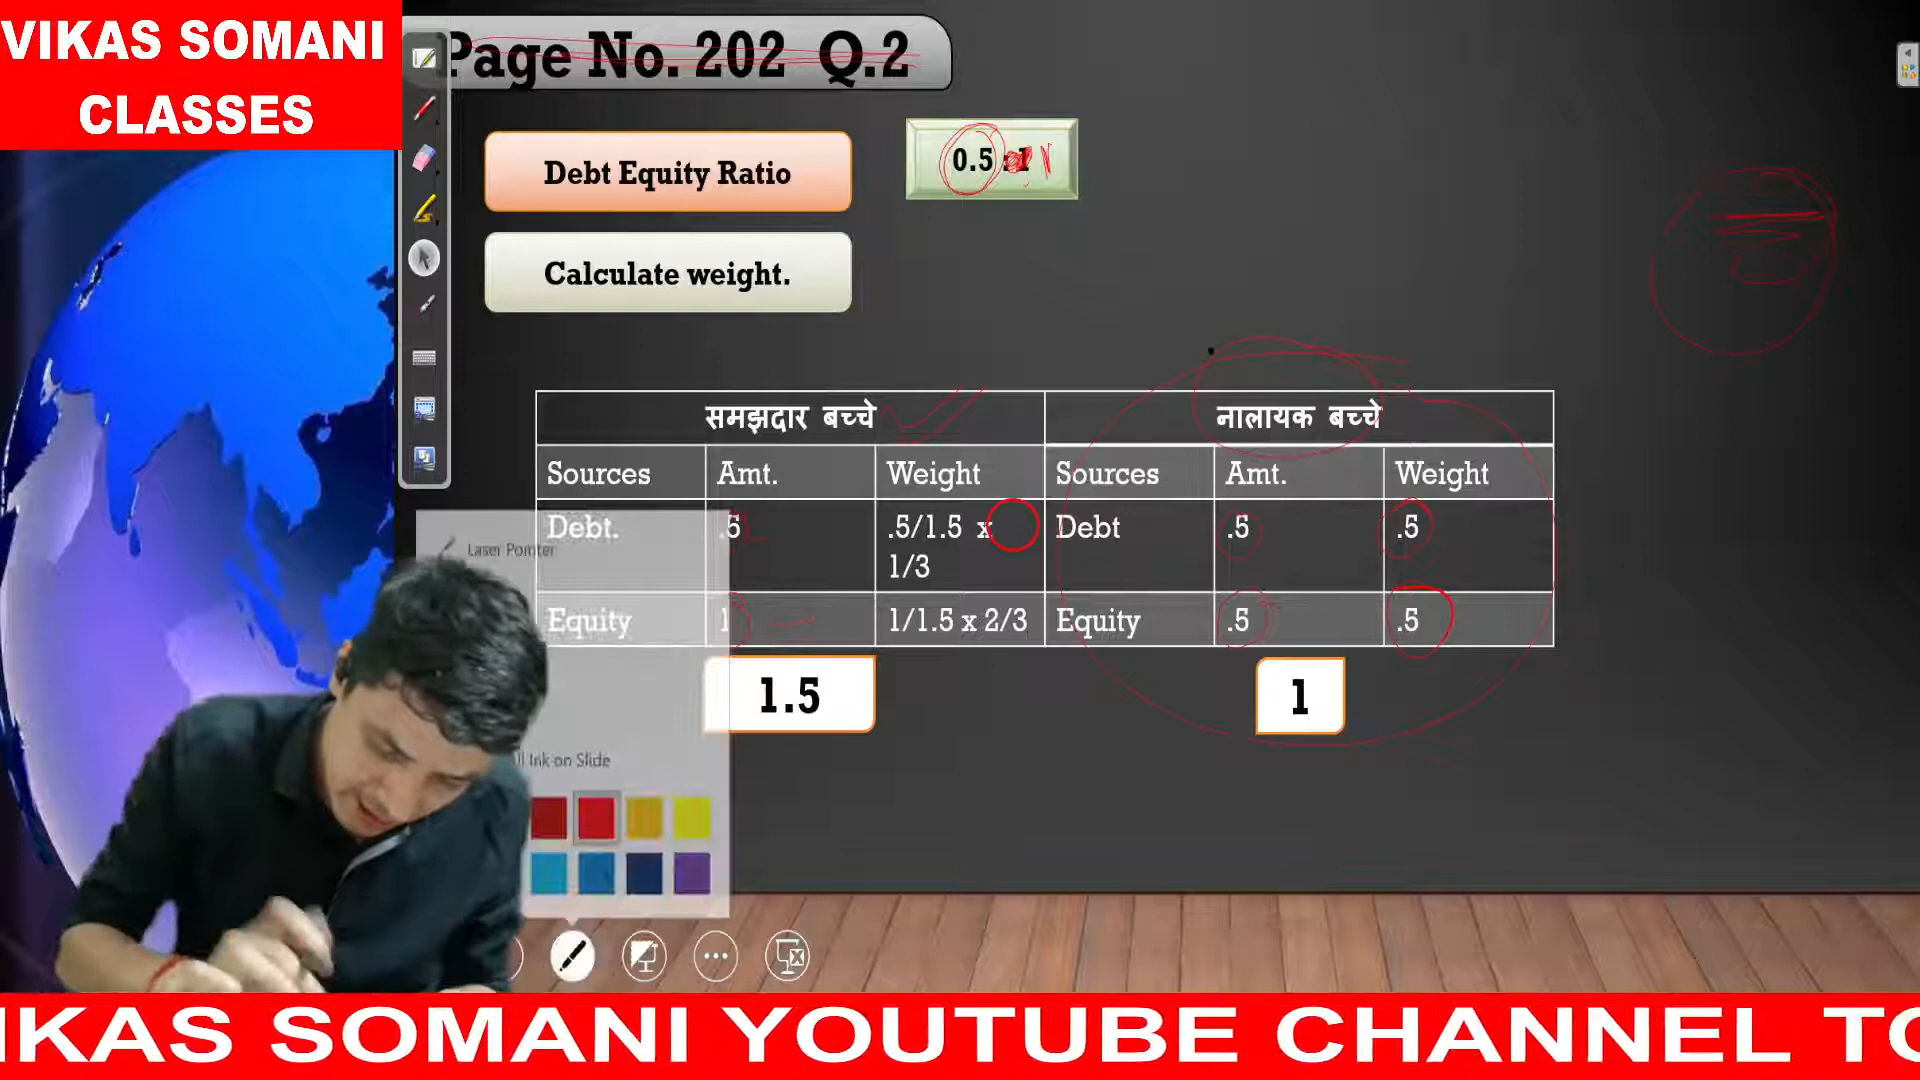 VIKAS SOMANI
CLASSES
Page No. 202 Q.2
Debt Equity Ratio
0.5 :1
Calculate weight.
समझदार बच्चे
नालायक बच्चे
Sources Amt. Weight Sources Amt. Weight
Debt. .5 .5/1.5 x Debt .5 .5
1/3
Equity 1 1/1.5 x 2/3 Equity .5 .5
Laser Pointer
1.5
1
Ink on Slide
IKAS SOMANI YOUTUBE CHANNEL TO